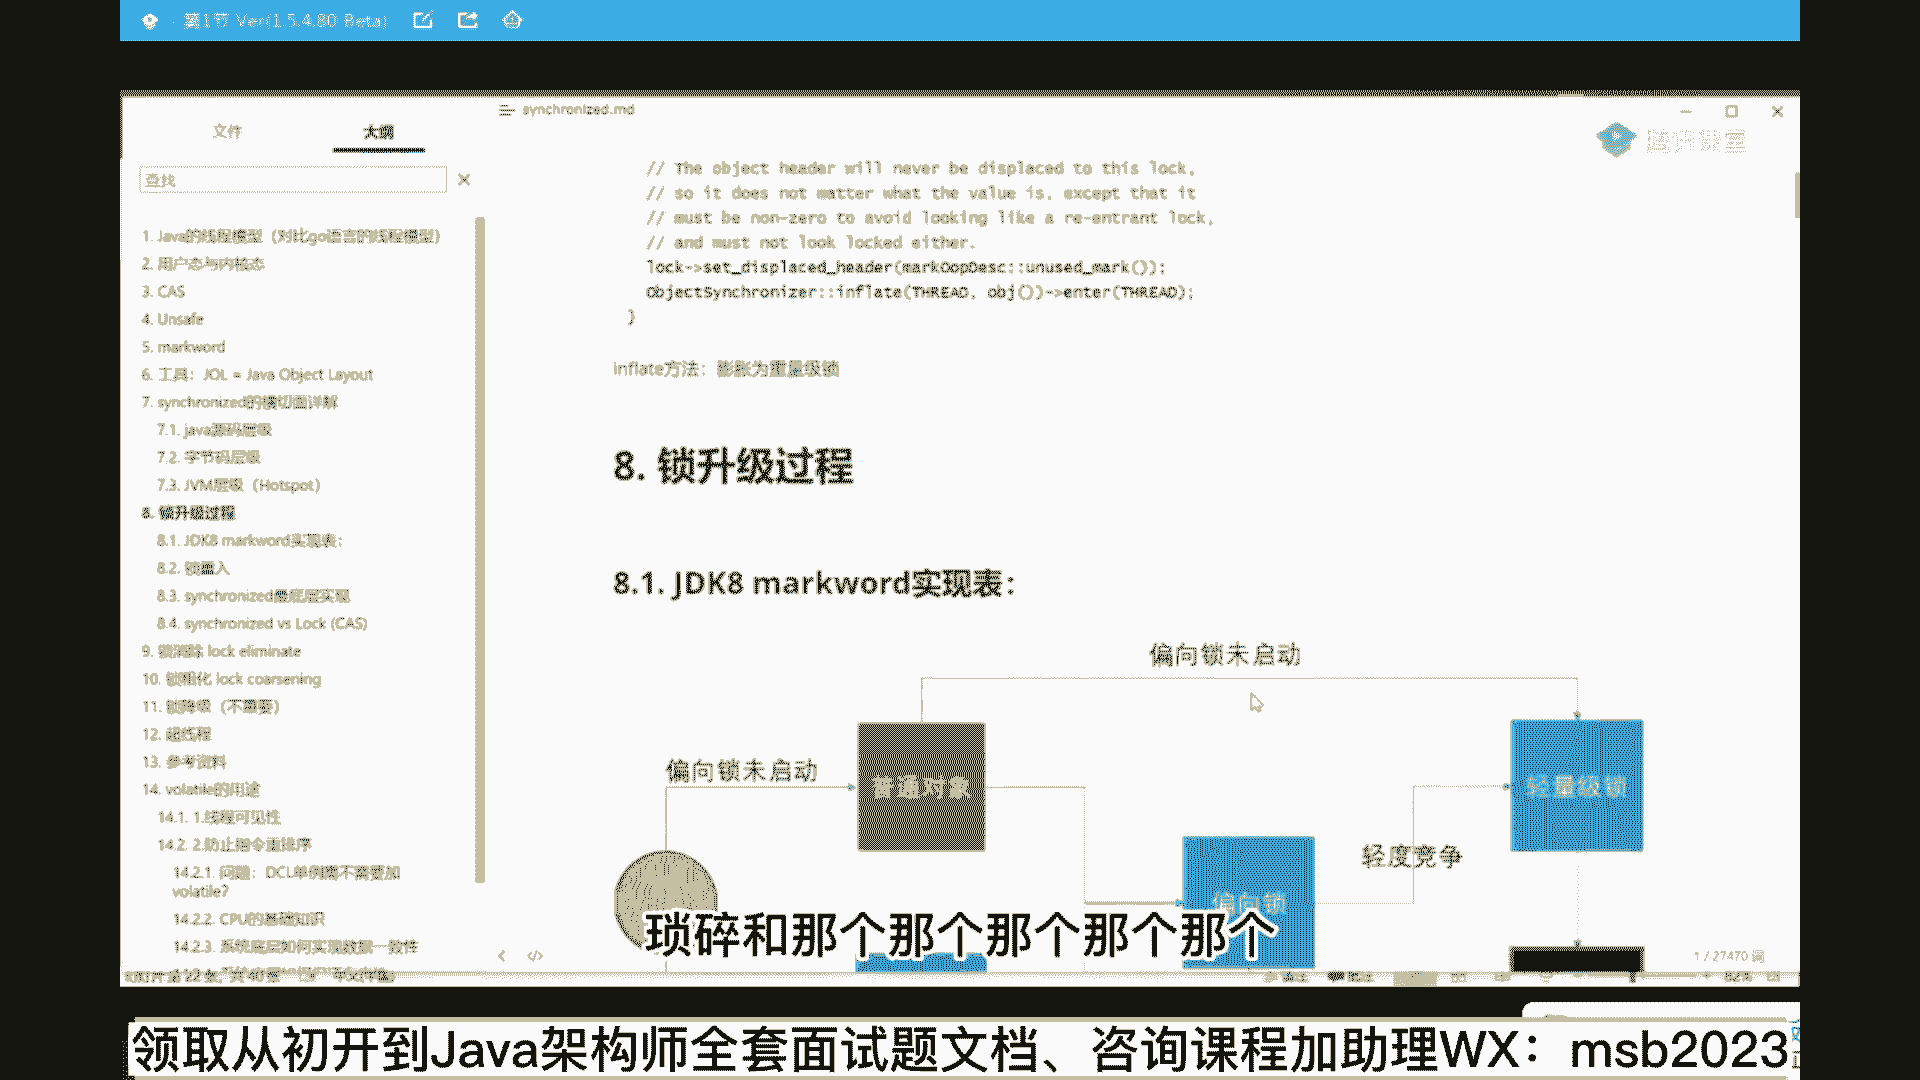 · 第1节 Ver(1.5.4.80 Beta)
synchronized.md
文件
大纲
腾讯课堂
查找
1. Java的线程模型（对比go语言的线程模型）
2. 用户态与内核态
3. CAS
4. Unsafe
5. markword
6. 工具：JOL = Java Object Layout
7. synchronized的横切面详解
7.1. java源码层级
7.2. 字节码层级
7.3. JVM层级（Hotspot）
8. 锁升级过程
8.1. JDK8 markword实现表：
8.2. 锁重入
8.3. synchronized最底层实现
8.4. synchronized vs Lock (CAS)
9. 锁消除 lock eliminate
10. 锁粗化 lock coarsening
11. 锁降级（不重要）
12. 超线程
13. 参考资料
14. volatile的用途
14.1. 1.线程可见性
14.2. 2.防止指令重排序
14.2.1. 问题：DCL单例需不需要加
volatile?
14.2.2. CPU的基础知识
14.2.3. 系统底层如何实现数据一致性
// The object header will never be displaced to this lock,
// so it does not matter what the value is, except that it
// must be non-zero to avoid looking like a re-entrant lock,
// and must not look locked either.
lock->set_displaced_header(markOopDesc::unused_mark());
ObjectSynchronizer::inflate(THREAD, obj())->enter(THREAD);
}
inflate方法：膨胀为重量级锁
8. 锁升级过程
8.1. JDK8 markword实现表：
偏向锁未启动
偏向锁未启动
普通对象
轻量级锁
轻度竞争
偏向锁
琐碎和那个那个那个那个那个
1 / 27470 词
领取从初开到Java架构师全套面试题文档、咨询课程加助理WX：msb2023